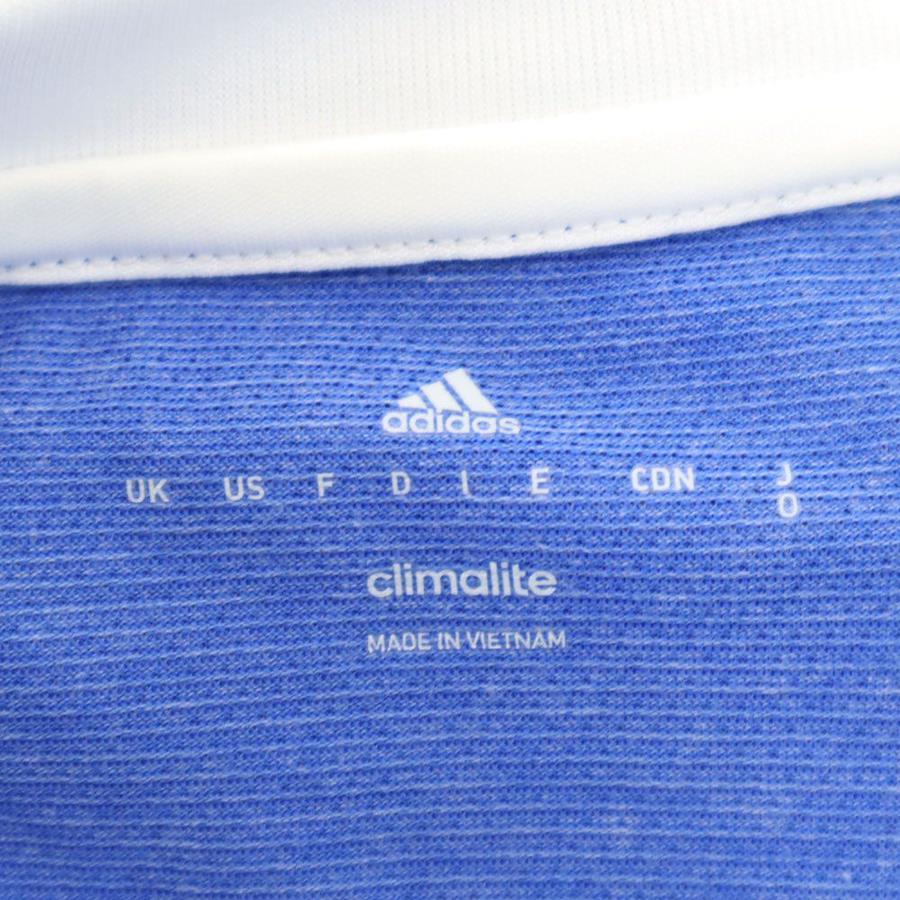 adidas
UK US F D I E CDN J
O
climalite
MADE IN VIETNAM